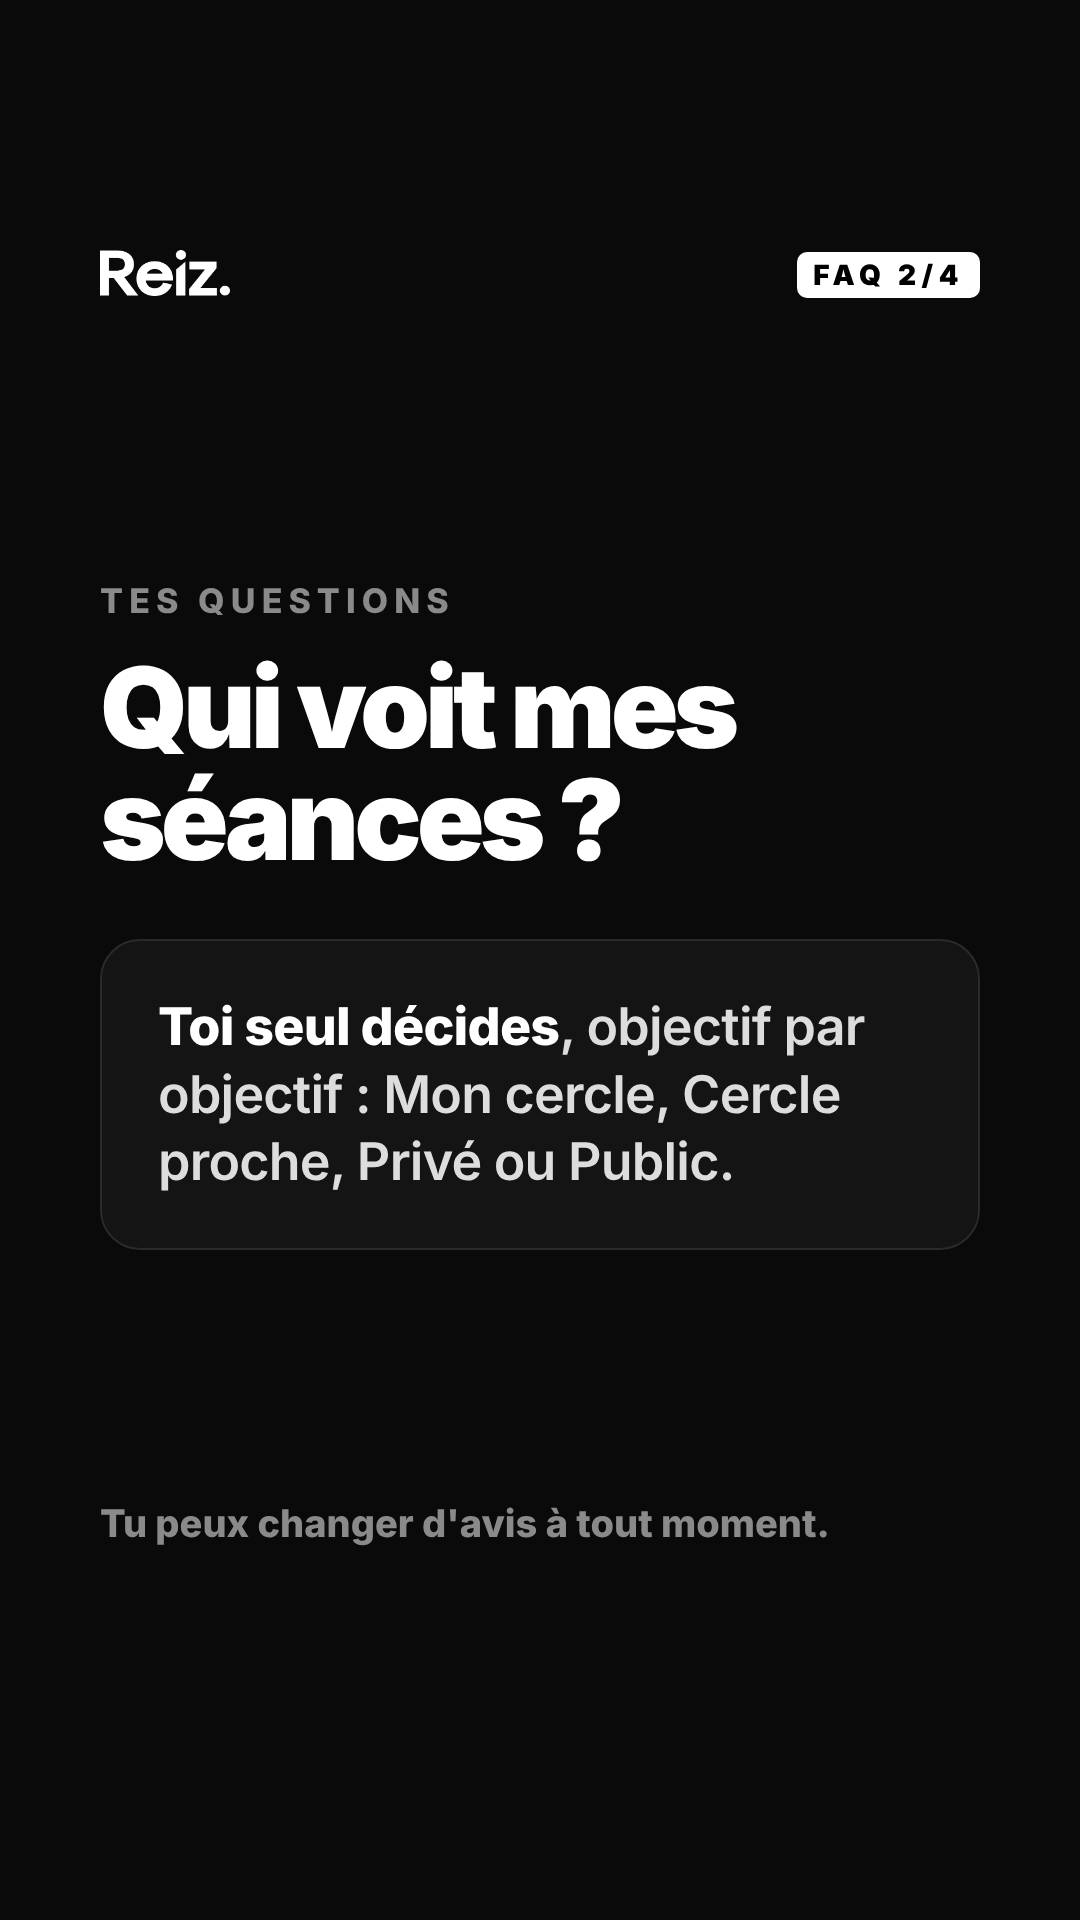 Reiz.
FAQ 2/4
TES QUESTIONS
Qui voit mes
séances ?
Toi seul décides, objectif par
objectif : Mon cercle, Cercle
proche, Privé ou Public.
Tu peux changer d'avis à tout moment.